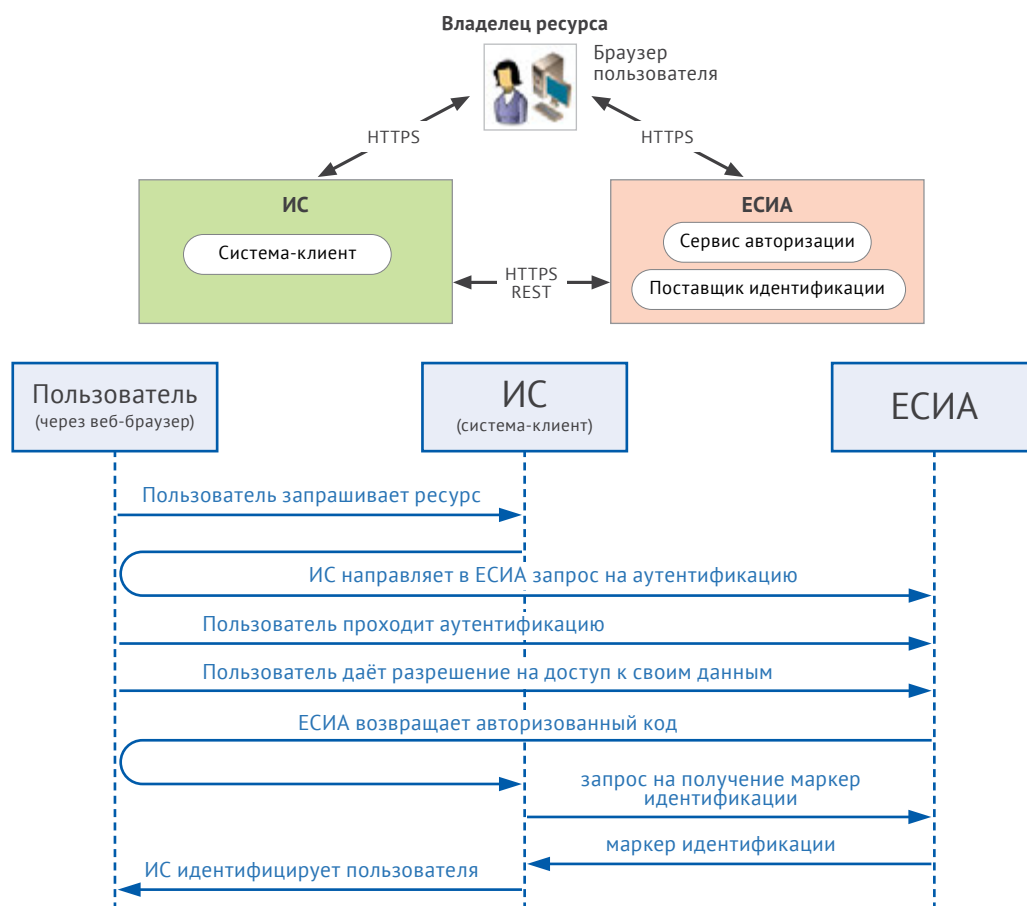 Владелец ресурса
Браузер
пользователя
HTTPS
HTTPS
ИС
Система-клиент
ЕСИА
Сервис авторизации
Поставщик идентификации
HTTPS
REST
Пользователь
(через веб-браузер)
ИС
(система-клиент)
ЕСИА
Пользователь запрашивает ресурс
ИС направляет в ЕСИА запрос на аутентификацию
Пользователь проходит аутентификацию
Пользователь даёт разрешение на доступ к своим данным
ЕСИА возвращает авторизованный код
запрос на получение маркер
идентификации
маркер идентификации
ИС идентифицирует пользователя